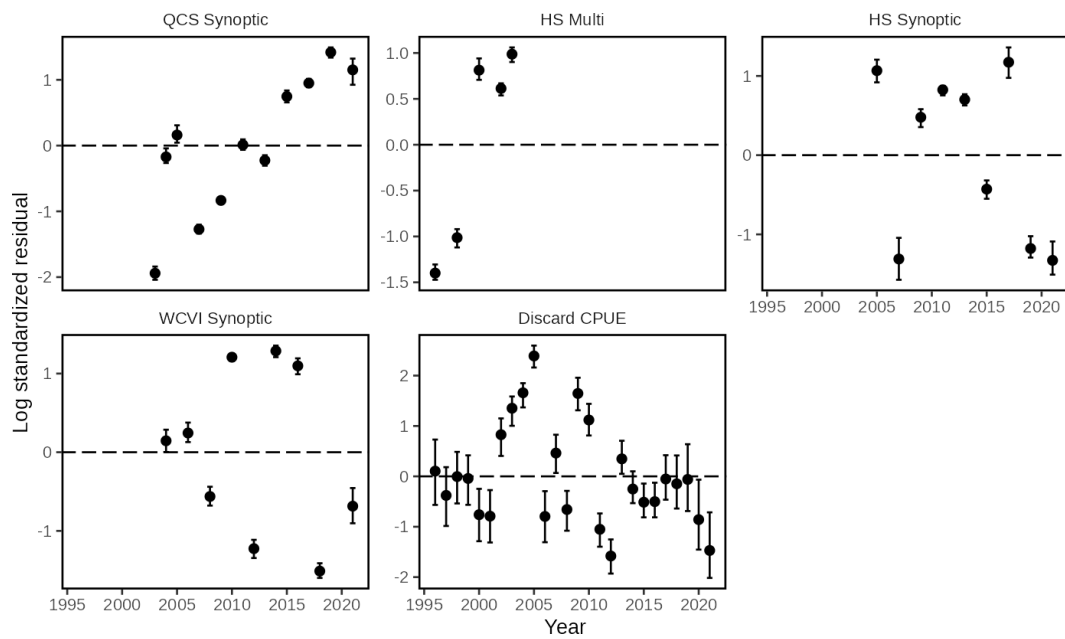 QCS Synoptic
HS Multi
HS Synoptic
1
0
-1
-2
1.0
0.5
0.0
-0.5
-1.0
-1.5
1
0
-1
1995 2000 2005 2010 2015 2020
WCVI Synoptic
Discard CPUE
1
0
-1
2
1
0
-1
-2
1995 2000 2005 2010 2015 2020
1995 2000 2005 2010 2015 2020
Log standardized residual
Year